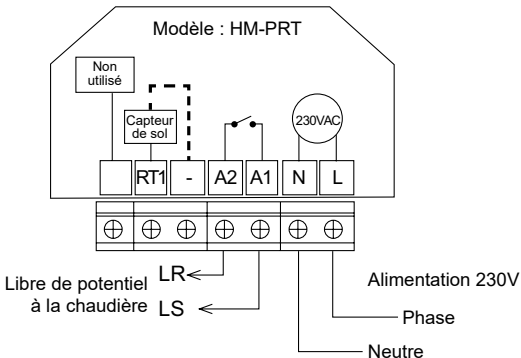 Modèle : HM-PRT
Non
utilisé
Capteur
de sol
230VAC
RT1
-
A2
A1
N
L
Libre de potentiel
à la chaudière
LR
LS
Alimentation 230V
Phase
Neutre